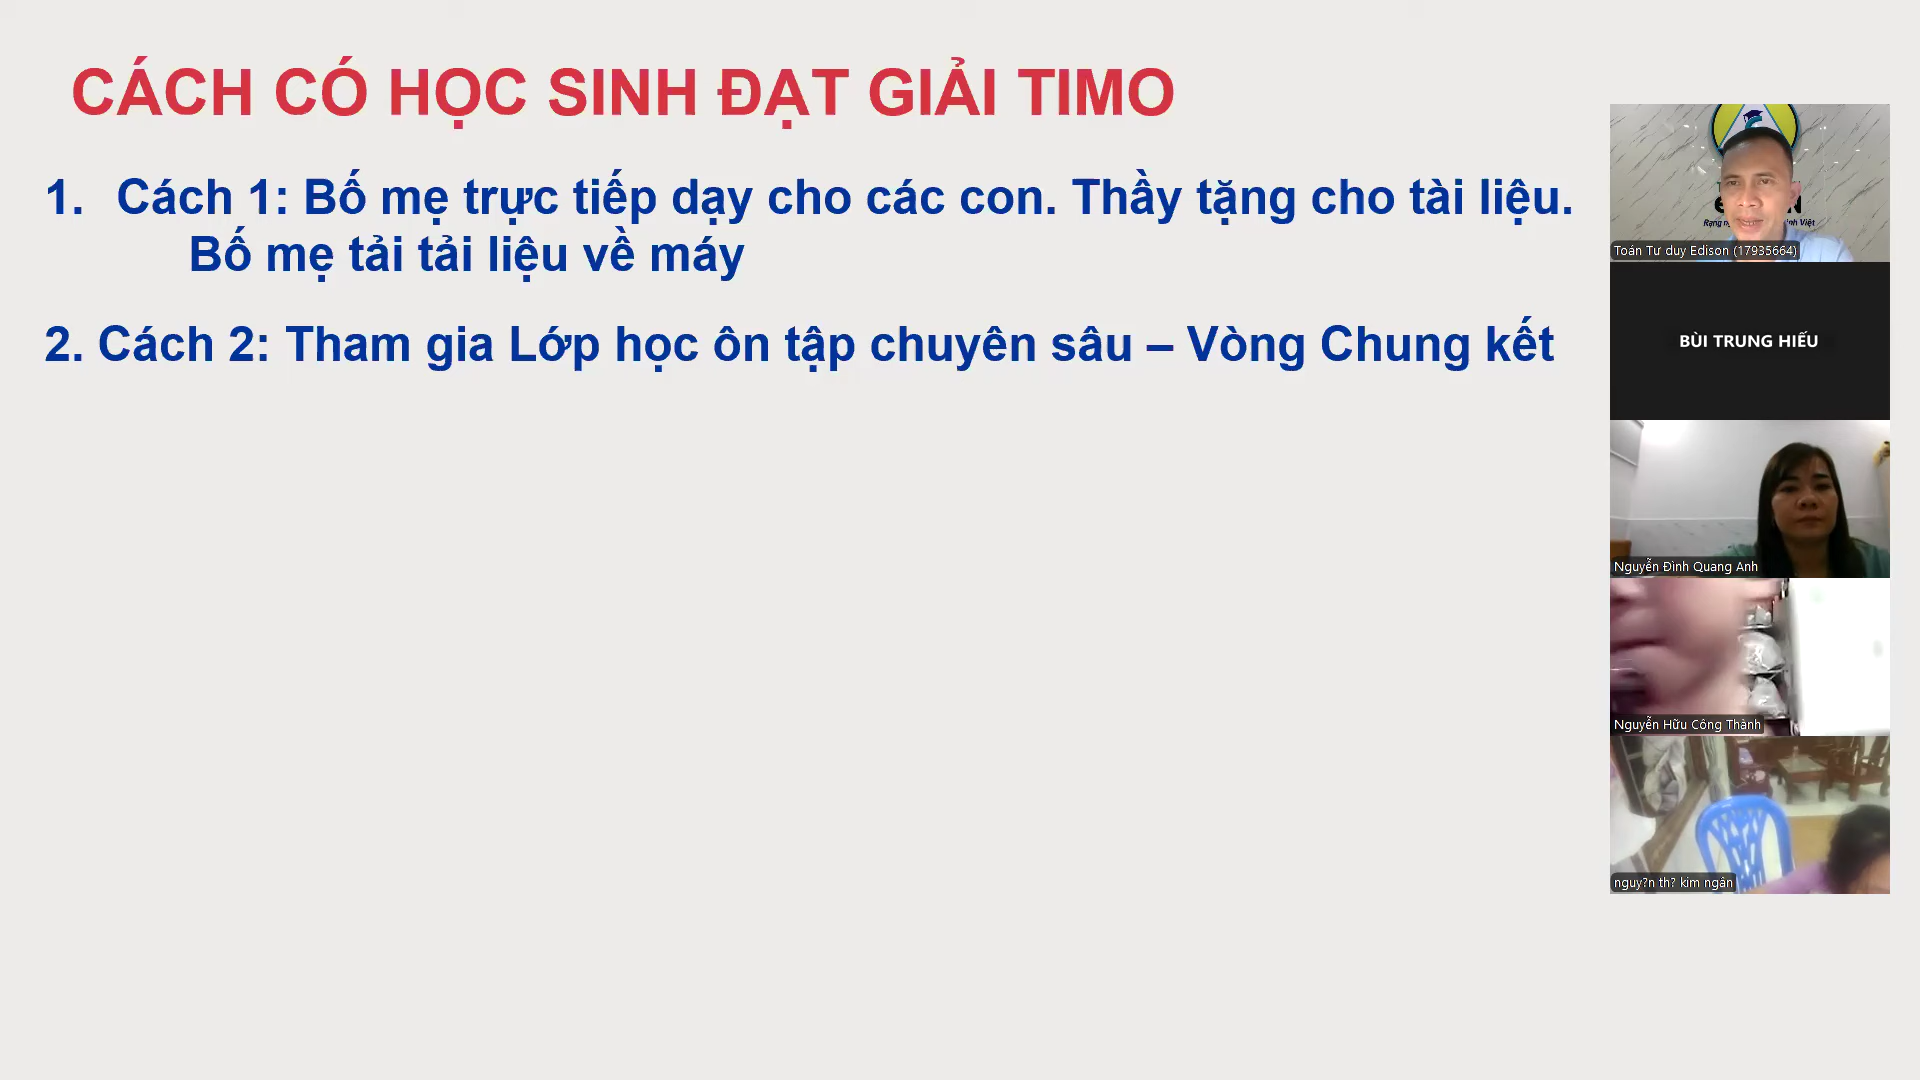 CÁCH CÓ HỌC SINH ĐẠT GIẢI TIMO
1. Cách 1: Bố mẹ trực tiếp dạy cho các con. Thầy tặng cho tài liệu.
Bố mẹ tải tải liệu về máy
2. Cách 2: Tham gia Lớp học ôn tập chuyên sâu – Vòng Chung kết
Toán Tư duy Edison (17935664)
BÙI TRUNG HIẾU
Nguyễn Đình Quang Anh
Nguyễn Hữu Công Thành
nguy?n th? kim ngân